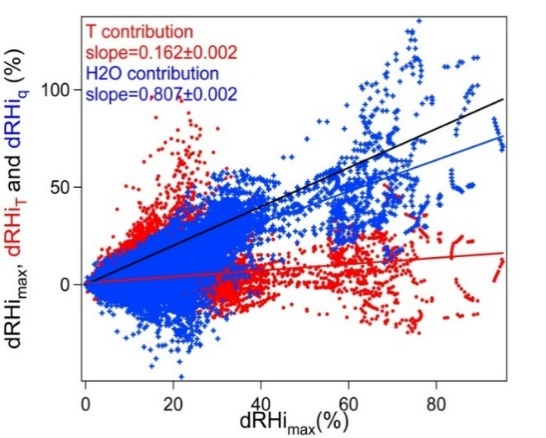 T contribution
slope=0.162±0.002
H2O contribution
slope=0.807±0.002
dRHimax, dRHiT and dRHiq (%)
100
50
0
0 20 40 60 80
dRHimax(%)